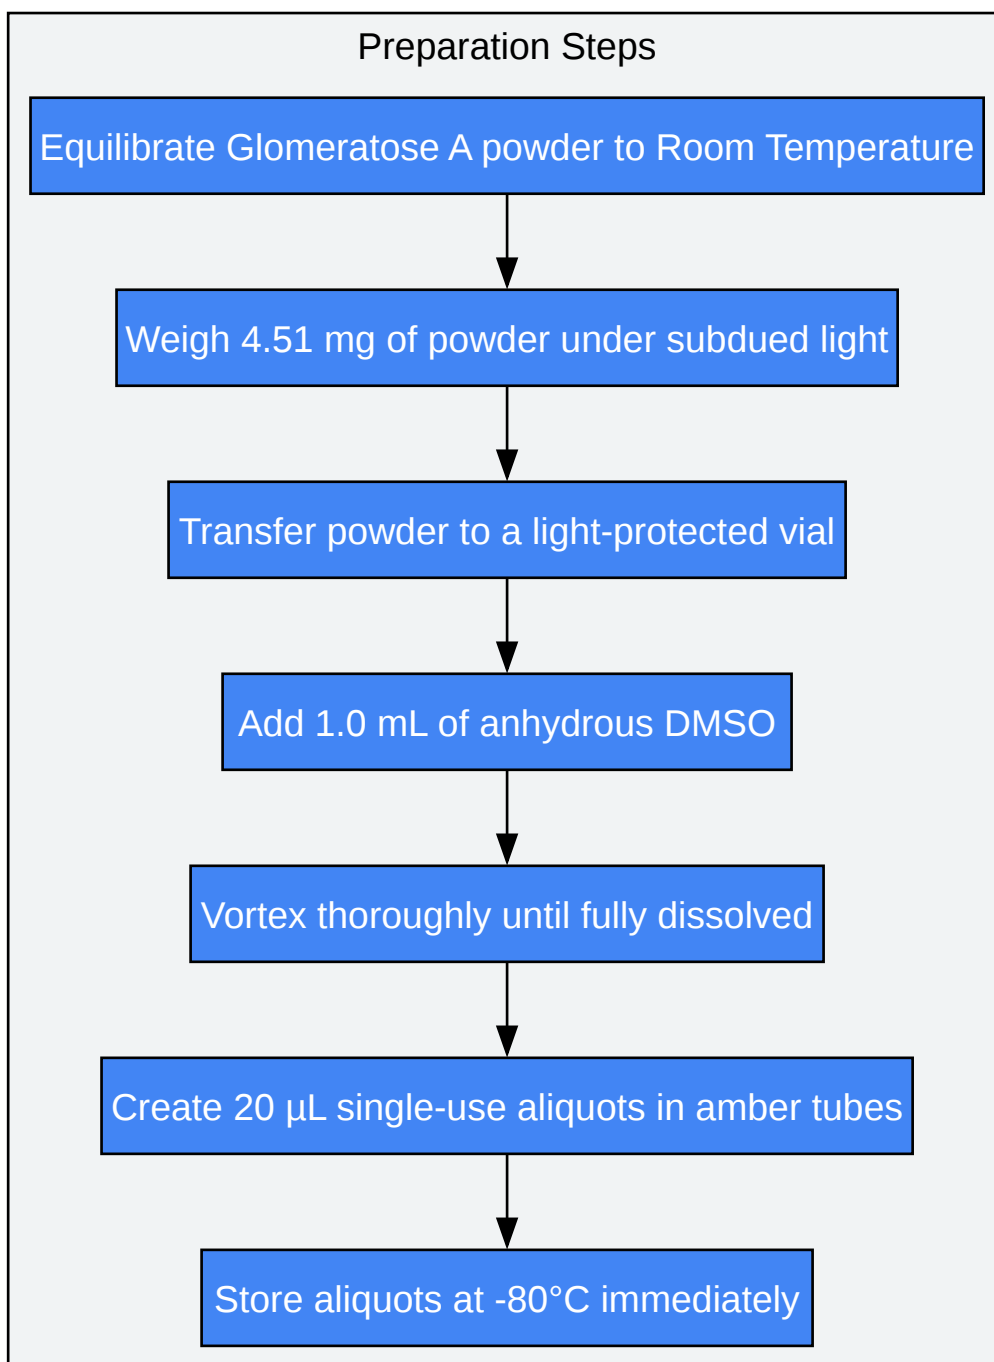 Preparation Steps
Equilibrate Glomeratose A powder to Room Temperature
Weigh 4.51 mg of powder under subdued light
Transfer powder to a light-protected vial
Add 1.0 mL of anhydrous DMSO
Vortex thoroughly until fully dissolved
Create 20 µL single-use aliquots in amber tubes
Store aliquots at -80°C immediately